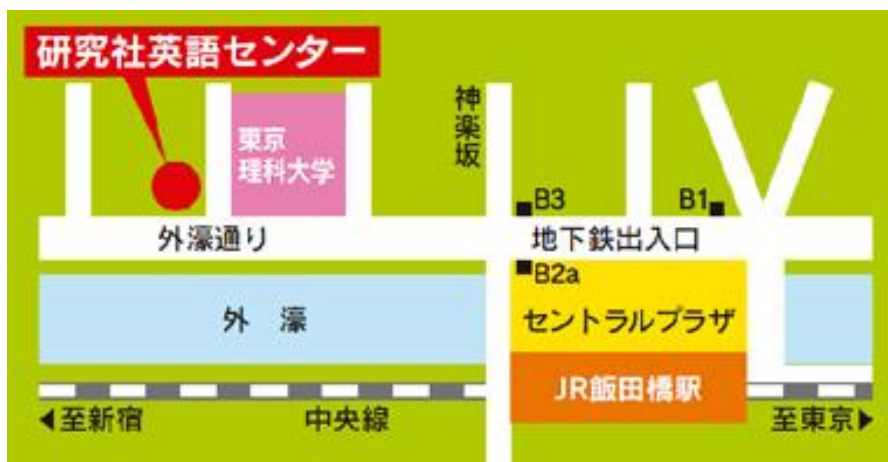 研究社英語センター
東京
理科大学
神楽坂
B3
B1
外濠通り
地下鉄出入口
B2a
外 濠
セントラルプラザ
JR飯田橋駅
◀至新宿
中央線
至東京▶